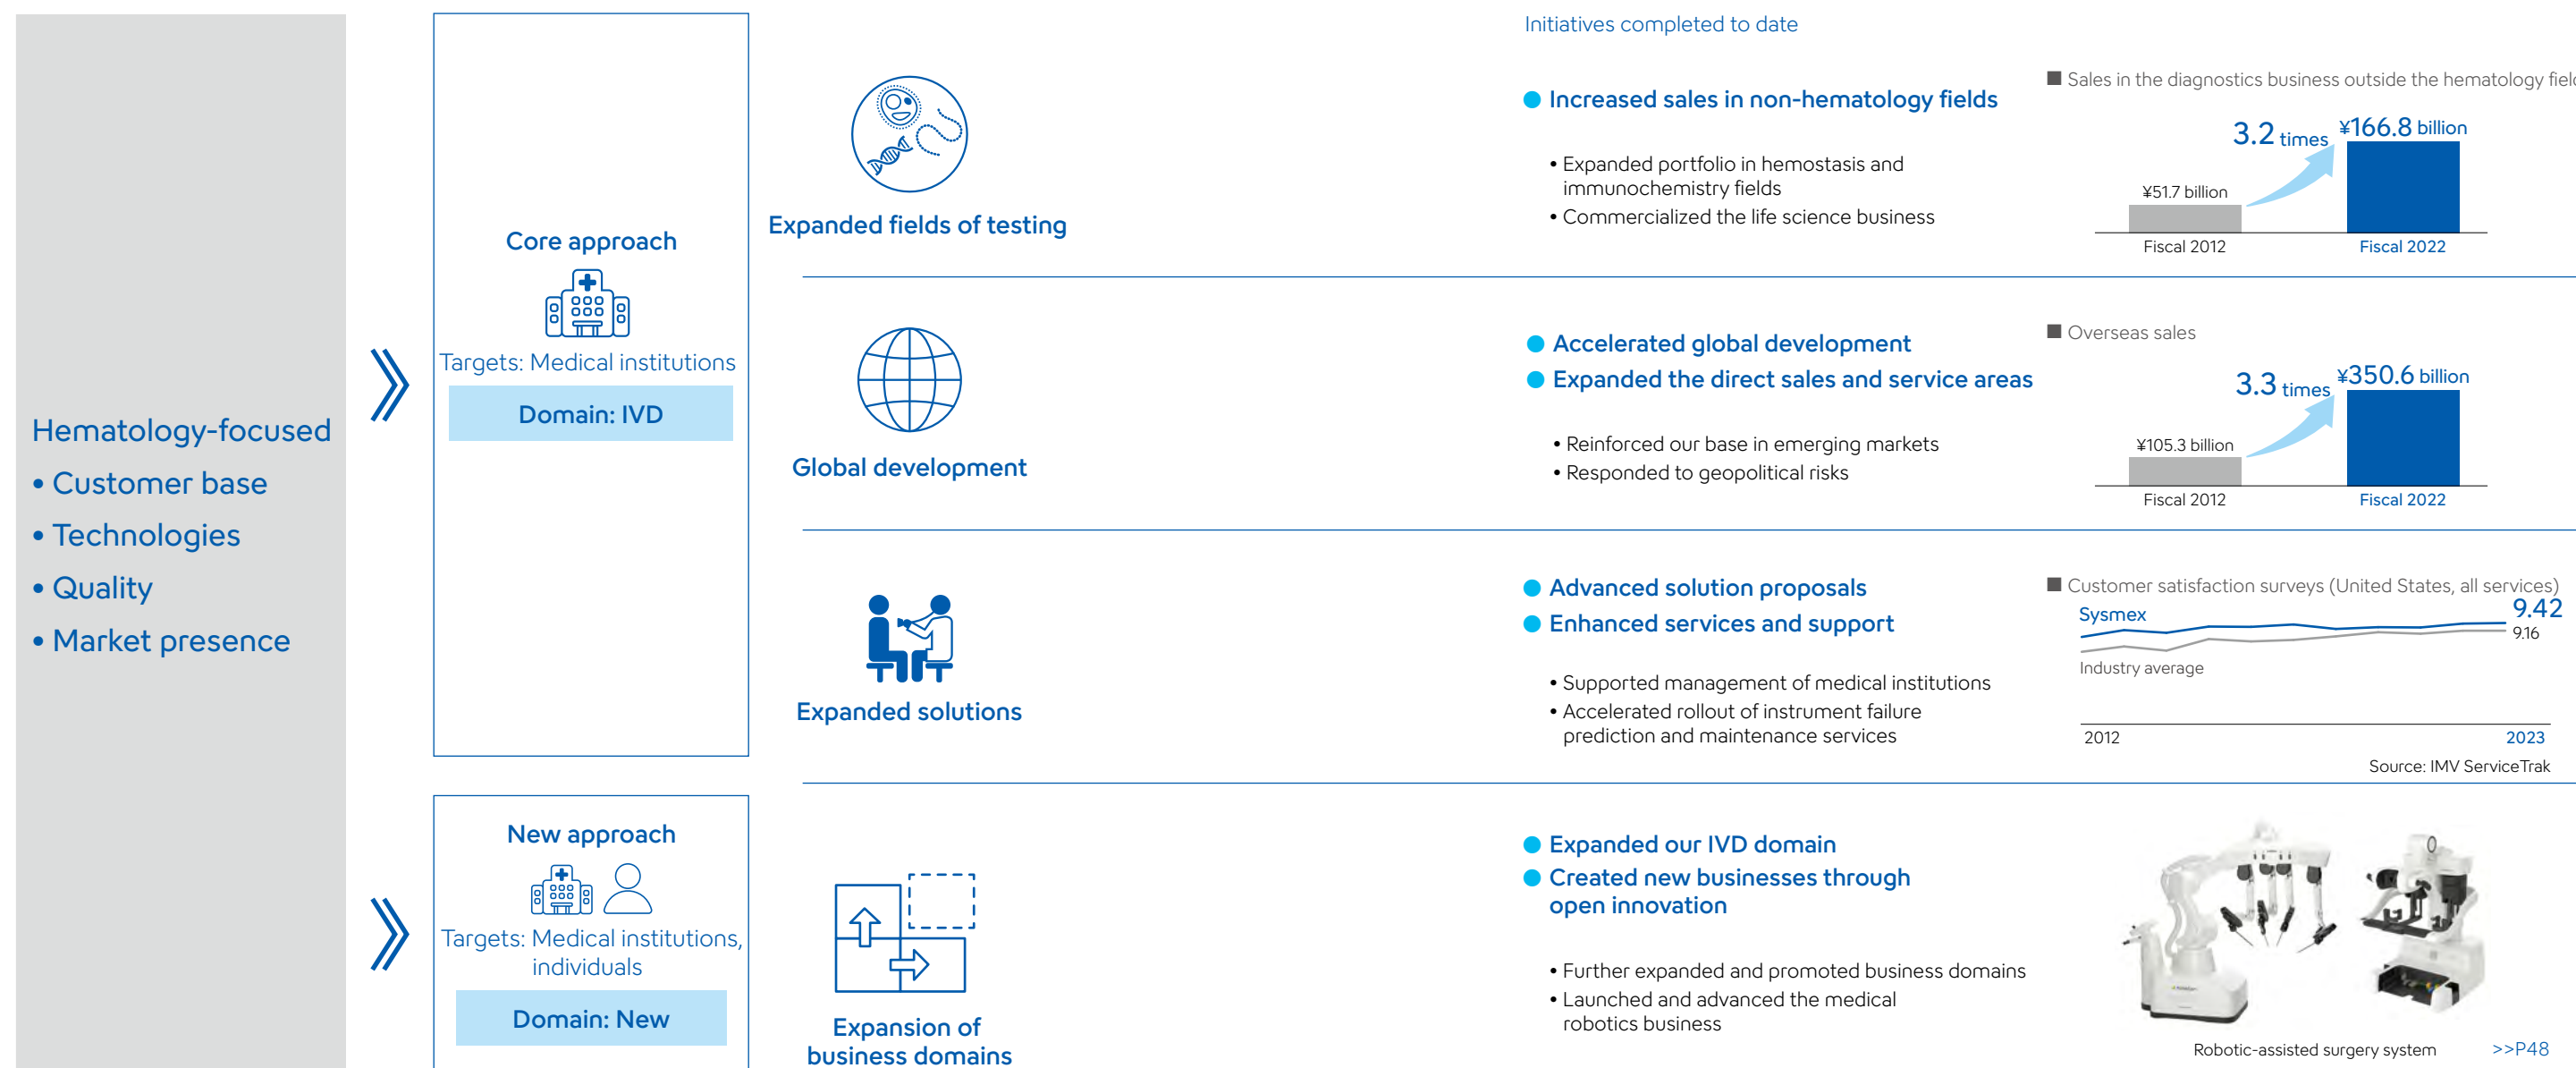 Hematology-focused
• Customer base
• Technologies
• Quality
• Market presence
Core approach
Targets: Medical institutions
Domain: IVD
New approach
Targets: Medical institutions,
individuals
Domain: New
Initiatives completed to date
Expanded fields of testing
● Increased sales in non-hematology fields
• Expanded portfolio in hemostasis and
immunochemistry fields
• Commercialized the life science business
■ Sales in the diagnostics business outside the hematology field
3.2 times
¥166.8 billion
¥51.7 billion
Fiscal 2012
Fiscal 2022
Global development
● Accelerated global development
● Expanded the direct sales and service areas
• Reinforced our base in emerging markets
• Responded to geopolitical risks
■ Overseas sales
3.3 times
¥350.6 billion
¥105.3 billion
Fiscal 2012
Fiscal 2022
Expanded solutions
● Advanced solution proposals
● Enhanced services and support
• Supported management of medical institutions
• Accelerated rollout of instrument failure
prediction and maintenance services
■ Customer satisfaction surveys (United States, all services)
Sysmex
9.42
9.16
Industry average
2012
2023
Source: IMV ServiceTrak
Expansion of
business domains
● Expanded our IVD domain
● Created new businesses through
open innovation
• Further expanded and promoted business domains
• Launched and advanced the medical
robotics business
Robotic-assisted surgery system
>>P48